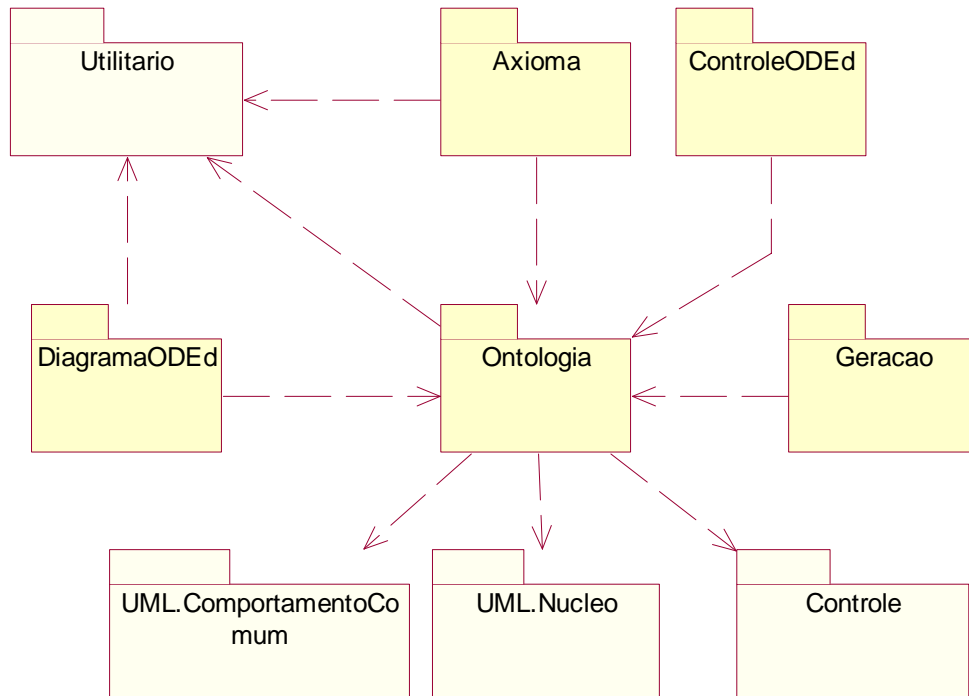 Utilitario
Axioma
ControleODEd
DiagramaODEd
Ontologia
Geracao
UML.ComportamentoCo
mum
UML.Nucleo
Controle